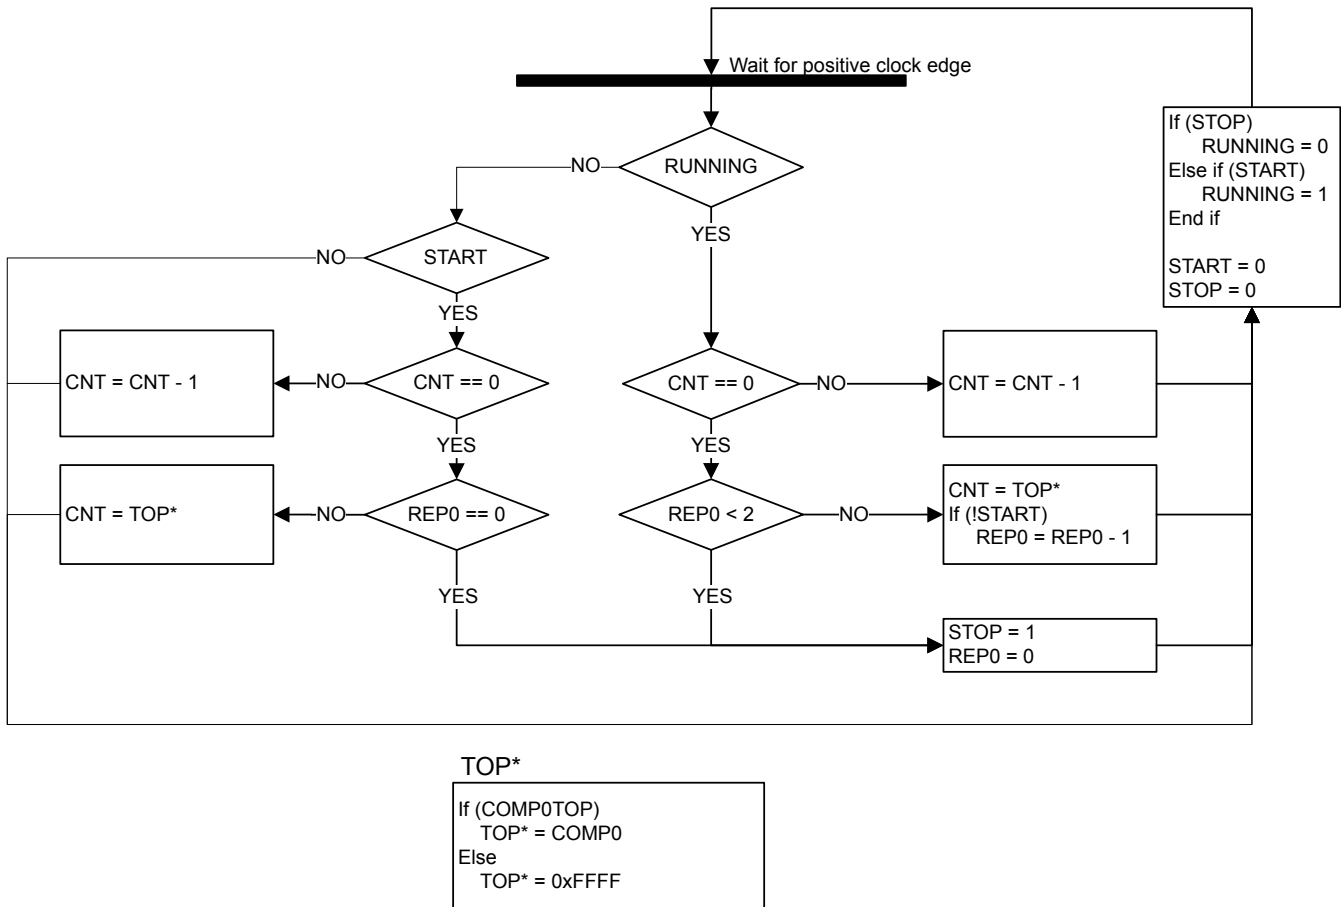 Wait for positive clock edge
If (STOP)
RUNNING = 0
Else if (START)
RUNNING = 1
End if
START = 0
STOP = 0
RUNNING
NO
YES
START
NO
YES
CNT == 0
NO
CNT = CNT - 1
YES
CNT == 0
NO
CNT = CNT - 1
YES
REP0 == 0
NO
CNT = TOP*
YES
REP0 < 2
NO
CNT = TOP*
If (!START)
REP0 = REP0 - 1
YES
STOP = 1
REP0 = 0
TOP*
If (COMP0TOP)
TOP* = COMP0
Else
TOP* = 0xFFFF